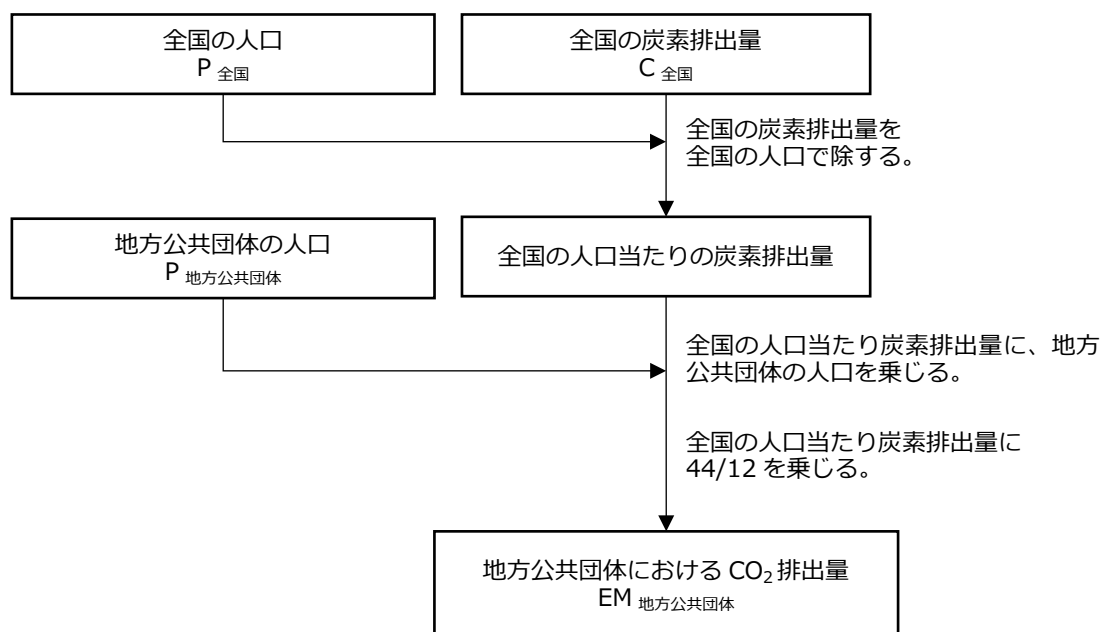 全国の人口
P 全国
全国の炭素排出量
C 全国
全国の炭素排出量を
全国の人口で除する。
地方公共団体の人口
P 地方公共団体
全国の人口当たりの炭素排出量
全国の人口当たり炭素排出量に、地方
公共団体の人口を乗じる。
全国の人口当たり炭素排出量に
44/12 を乗じる。
地方公共団体における CO₂ 排出量
EM 地方公共団体